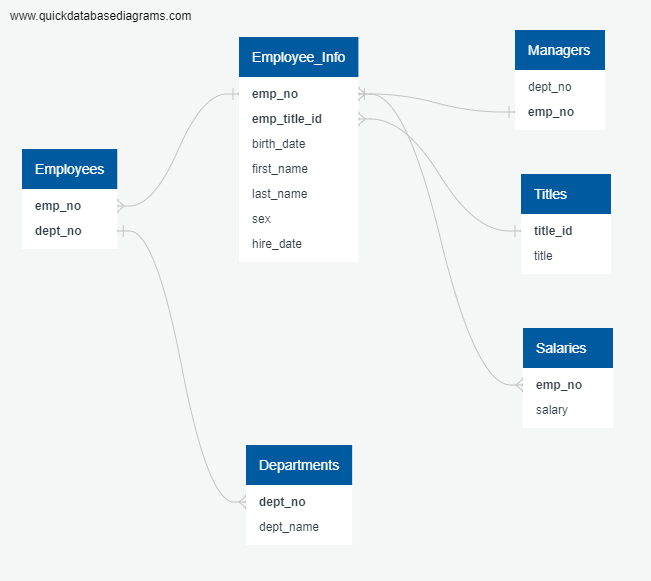 www.quickdatabasediagrams.com
Employees
emp_no
dept_no
Employee_Info
emp_no
emp_title_id
birth_date
first_name
last_name
sex
hire_date
Managers
dept_no
emp_no
Titles
title_id
title
Salaries
emp_no
salary
Departments
dept_no
dept_name